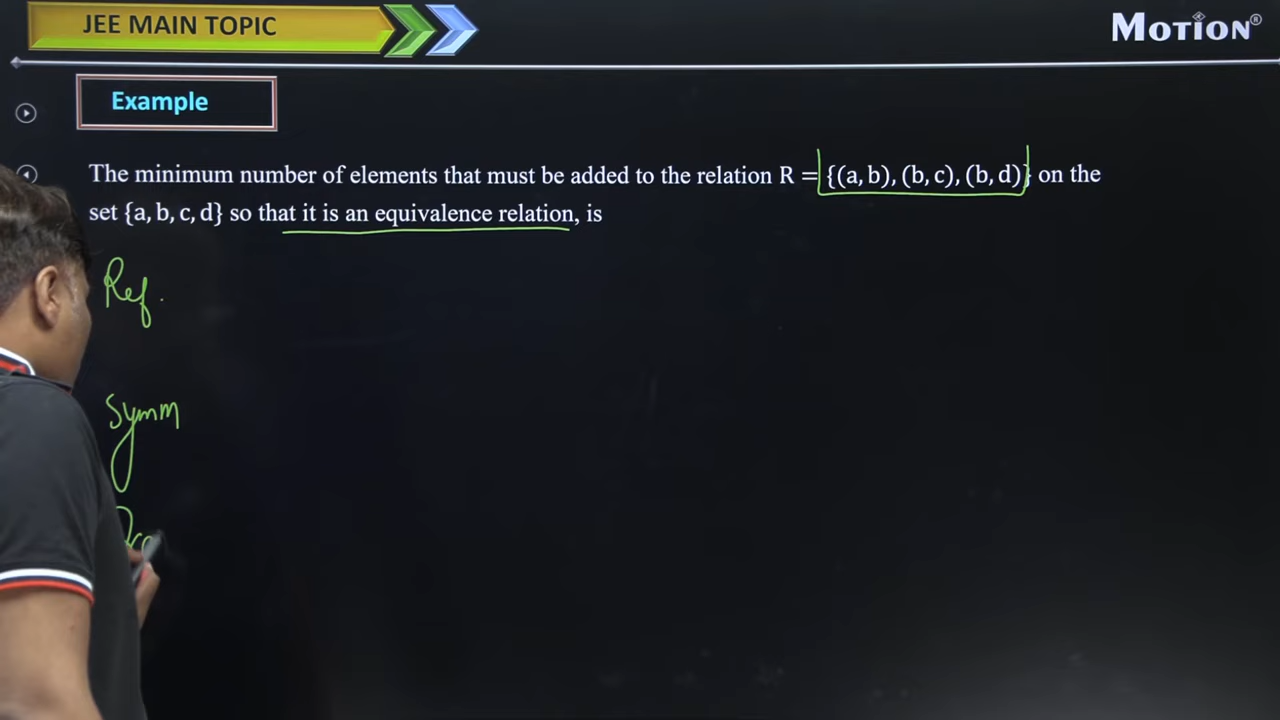 JEE MAIN TOPIC
MOTION®
Example
The minimum number of elements that must be added to the relation R = {(a, b), (b, c), (b, d)} on the
set {a, b, c, d} so that it is an equivalence relation, is
Ref.
Symm